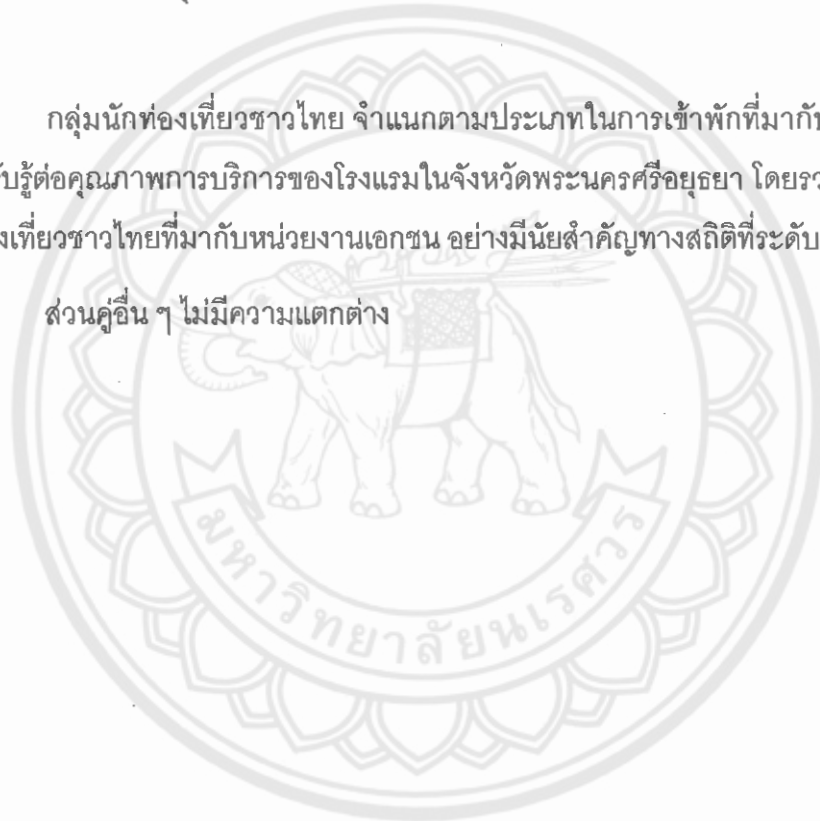 กลุ่มนักท่องเที่ยวชาวไทย จำแนกตามประเภทในการเข้าพักที่มากับ
รับรู้ต่อคุณภาพการบริการของโรงแรมในจังหวัดพระนครศรีอยุธยา โดยรว
งเที่ยวชาวไทยที่มากับหน่วยงานเอกชน อย่างมีนัยสำคัญทางสถิติที่ระดับ
ส่วนคู่อื่น ๆ ไม่มีความแตกต่าง
มหาวิทยาลัยนเรศวร